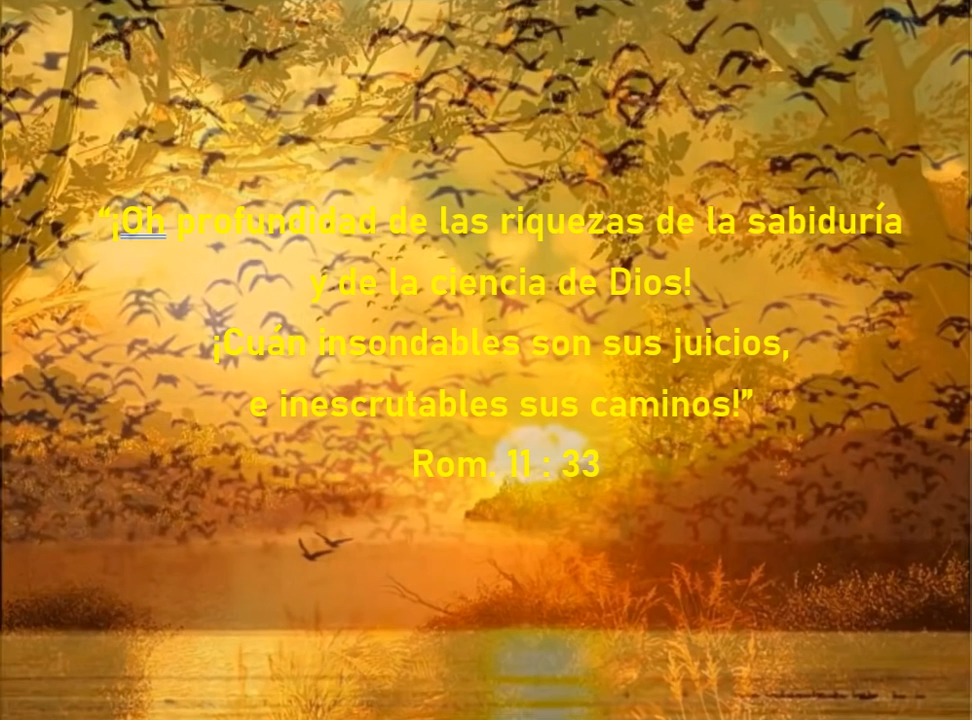 “¡Oh profundidad de las riquezas de la sabiduría
y de la ciencia de Dios!
¡Cuán insondables son sus juicios,
e inescrutables sus caminos!”
Rom. 11 : 33